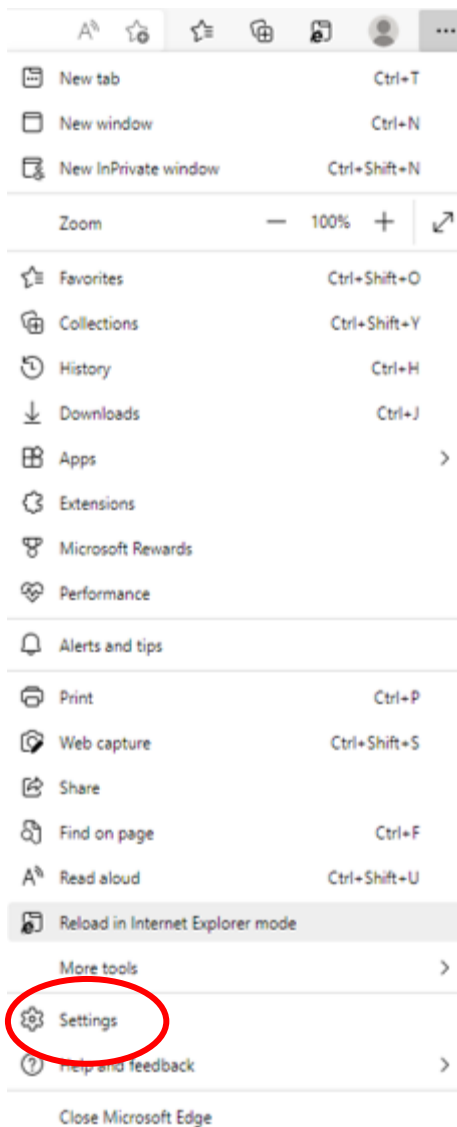 New tab Ctrl+T
New window Ctrl+N
New InPrivate window Ctrl+Shift+N
Zoom — 100% +
Favorites Ctrl+Shift+O
Collections Ctrl+Shift+Y
History Ctrl+H
Downloads Ctrl+J
Apps
Extensions
Microsoft Rewards
Performance
Alerts and tips
Print Ctrl+P
Web capture Ctrl+Shift+S
Share
Find on page Ctrl+F
Read aloud Ctrl+Shift+U
Reload in Internet Explorer mode
More tools
Settings
Help and feedback
Close Microsoft Edge